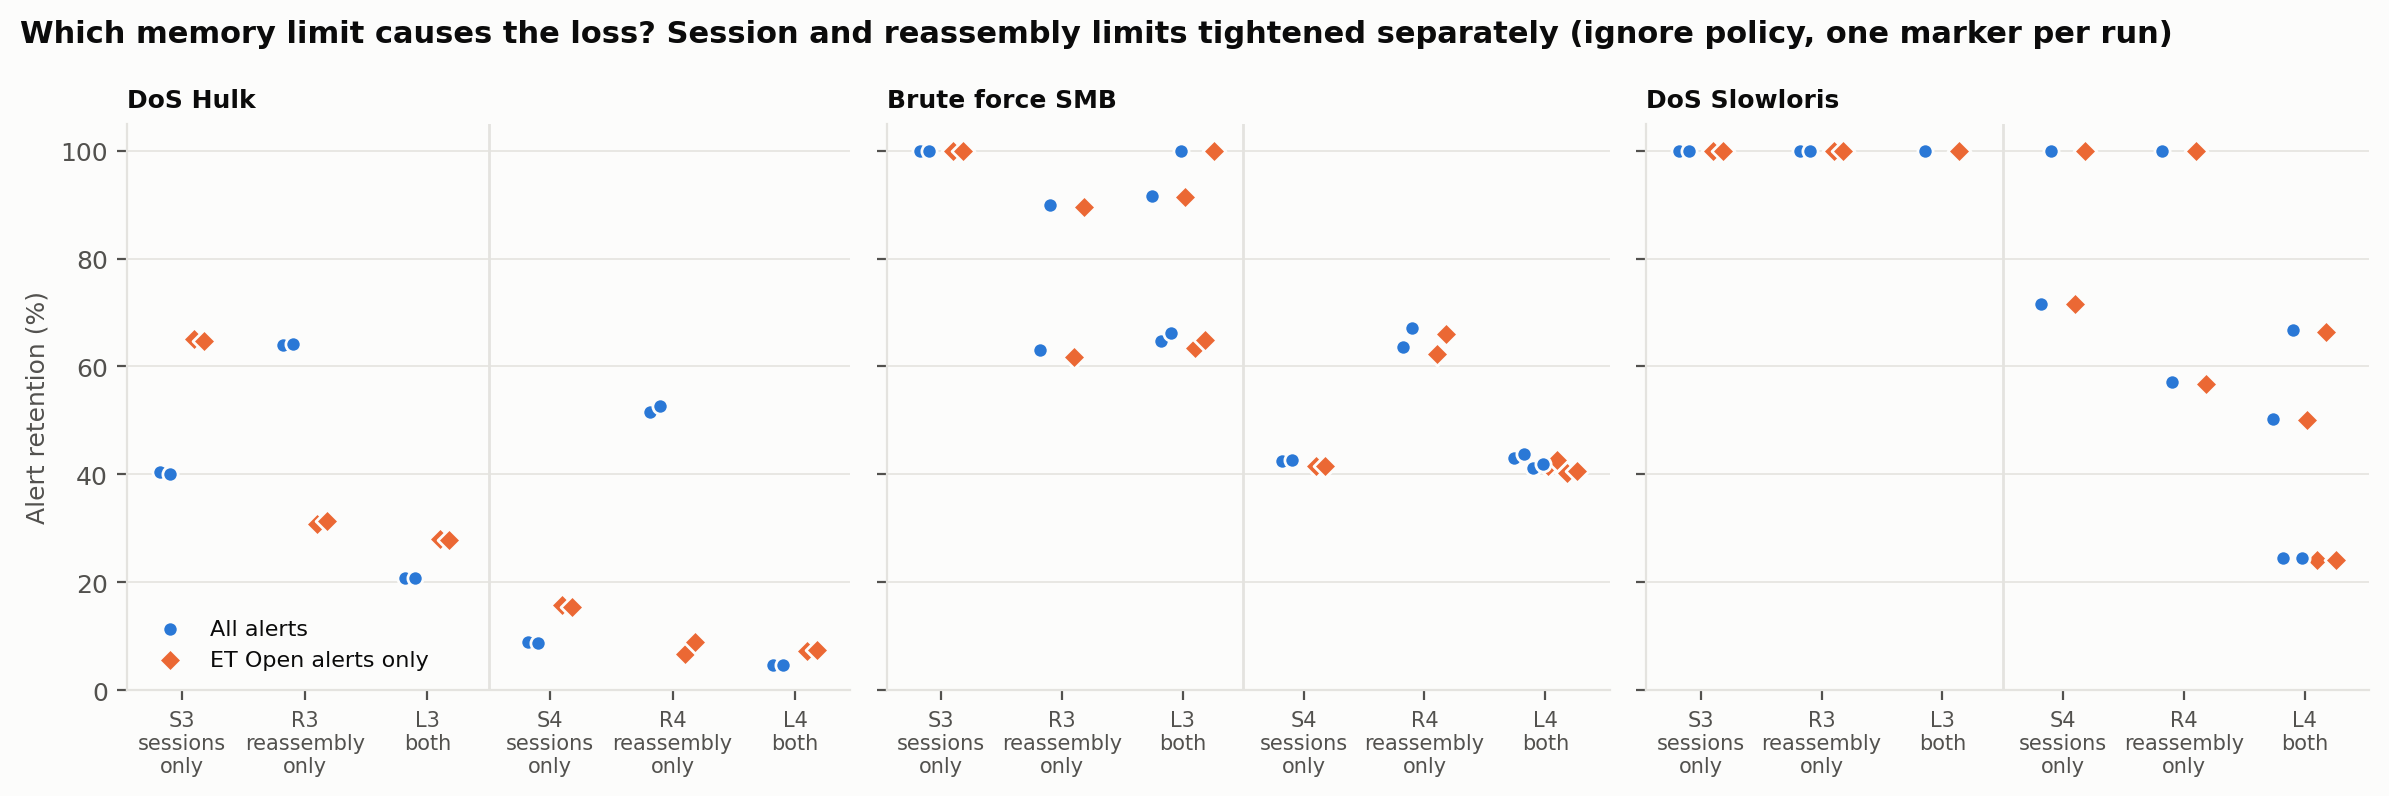 Which memory limit causes the loss? Session and reassembly limits tightened separately (ignore policy, one marker per run)
DoS Hulk
Brute force SMB
DoS Slowloris
Alert retention (%)
100
80
60
40
20
0
All alerts
ET Open alerts only
S3
sessions
only
R3
reassembly
only
L3
both
S4
sessions
only
R4
reassembly
only
L4
both
S3
sessions
only
R3
reassembly
only
L3
both
S4
sessions
only
R4
reassembly
only
L4
both
S3
sessions
only
R3
reassembly
only
L3
both
S4
sessions
only
R4
reassembly
only
L4
both